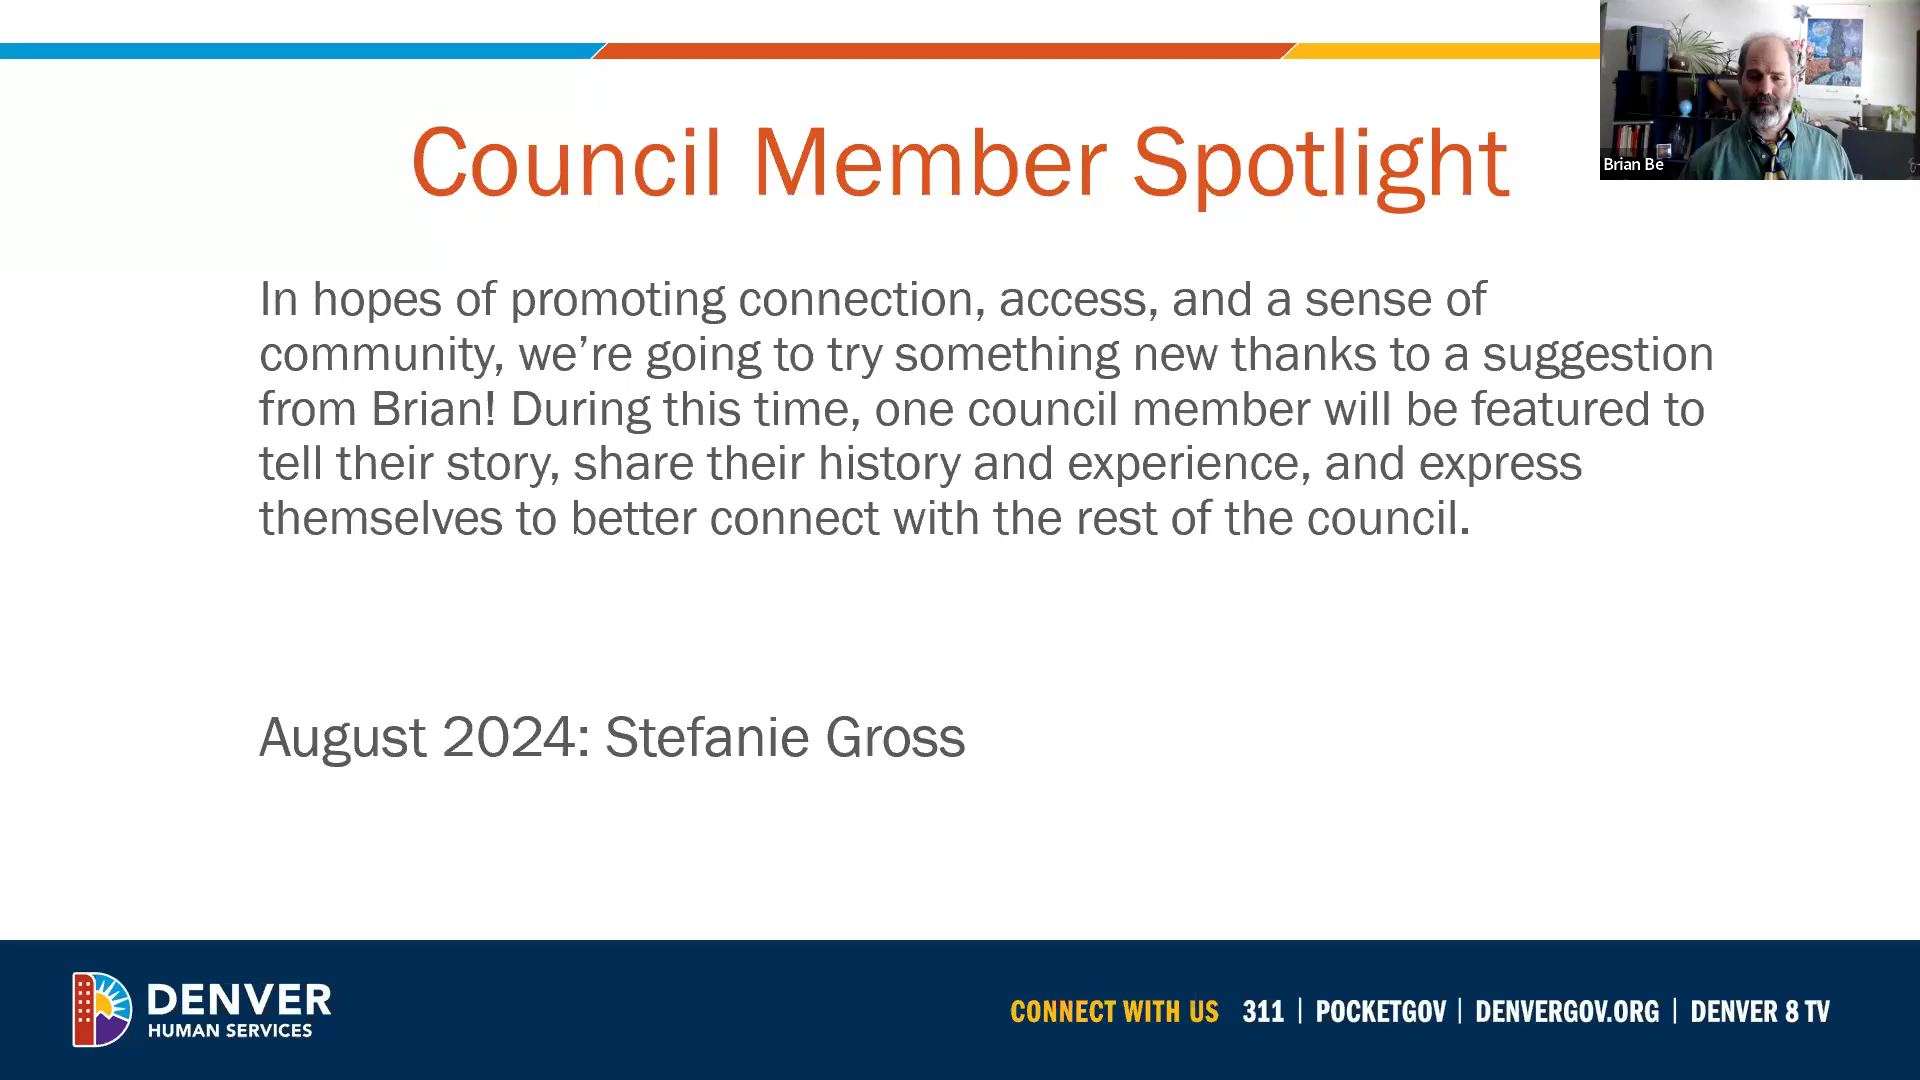 Council Member Spotlight
Brian Be
In hopes of promoting connection, access, and a sense of
community, we’re going to try something new thanks to a suggestion
from Brian! During this time, one council member will be featured to
tell their story, share their history and experience, and express
themselves to better connect with the rest of the council.
August 2024: Stefanie Gross
DENVER
HUMAN SERVICES
CONNECT WITH US 311 | POCKETGOV | DENVERGOV.ORG | DENVER 8 TV